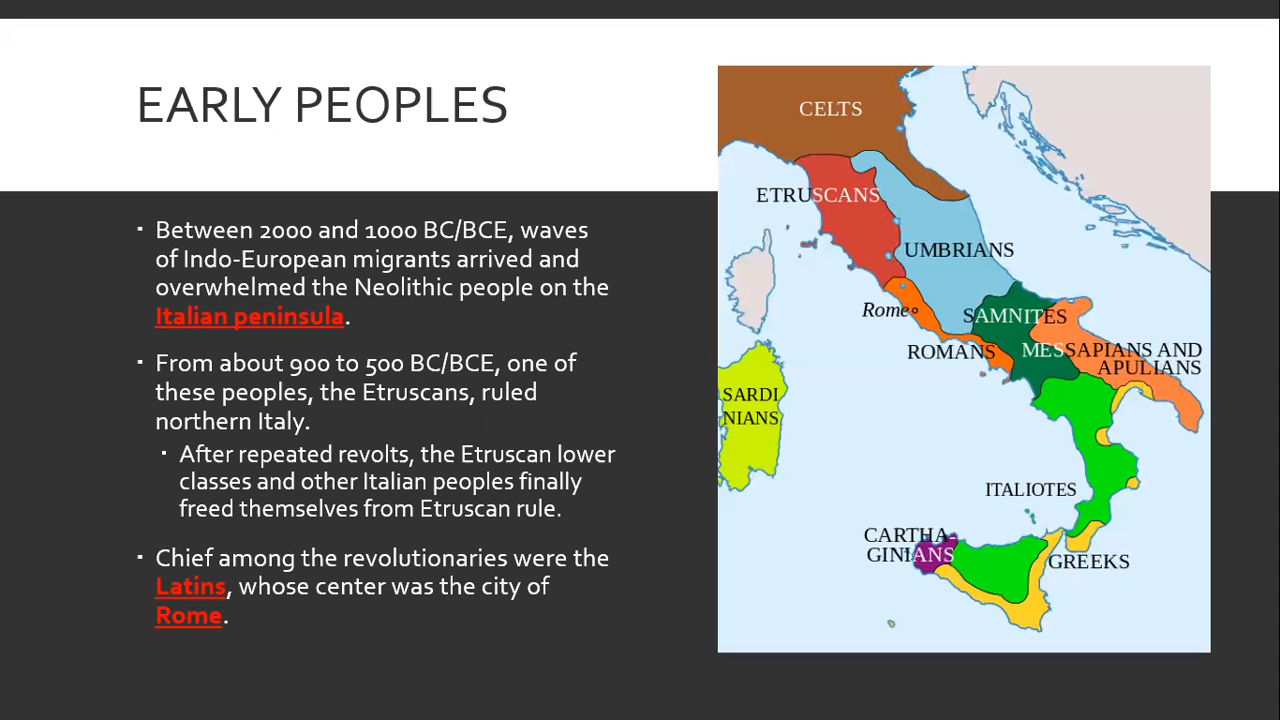 EARLY PEOPLES
▪ Between 2000 and 1000 BC/BCE, waves
of Indo-European migrants arrived and
overwhelmed the Neolithic people on the
Italian peninsula.
▪ From about 900 to 500 BC/BCE, one of
these peoples, the Etruscans, ruled
northern Italy.
▪ After repeated revolts, the Etruscan lower
classes and other Italian peoples finally
freed themselves from Etruscan rule.
▪ Chief among the revolutionaries were the
Latins, whose center was the city of
Rome.
CELTS
ETRUSCANS
UMBRIANS
Rome
SAMNITES
ROMANS
MESSAPIANS AND
APULIANS
SARDI
NIANS
ITALIOTES
CARTHA-
GINIANS
GREEKS